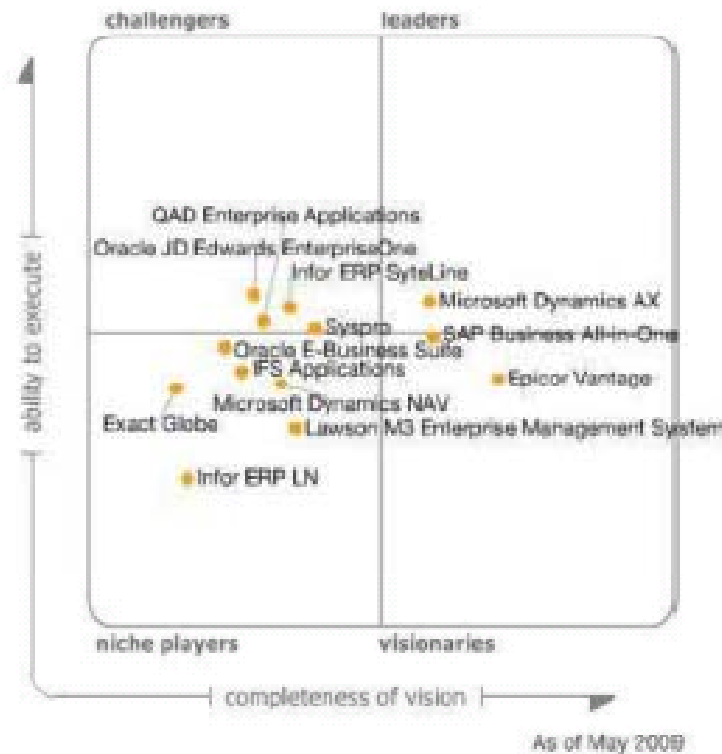 challengers
leaders
QAD Enterprise Applications
Oracle JD Edwards EnterpriseOne
Infor ERP SyteLine
Microsoft Dynamics AX
Syspro
SAP Business All-in-One
Oracle E-Business Suite
IFS Applications
Epicor Vantage
Microsoft Dynamics NAV
Exact Globe
Lawson M3 Enterprise Management System
Infor ERP LN
ability to execute
niche players
visionaries
completeness of vision
As of May 2009